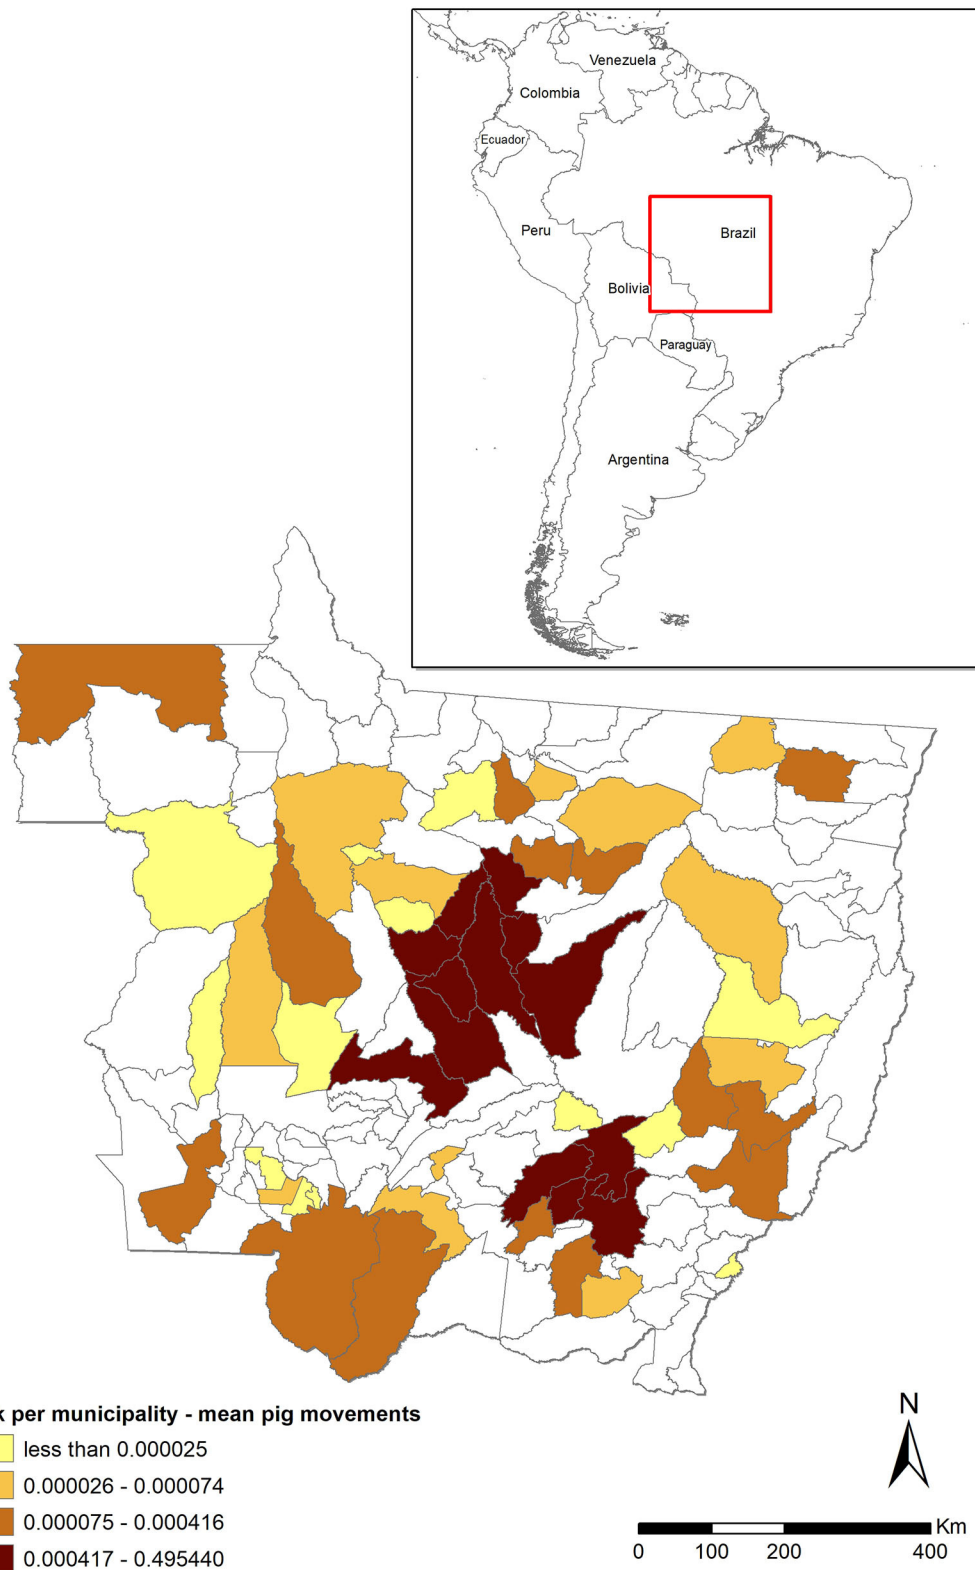 Venezuela
Colombia
Ecuador
Peru
Brazil
Bolivia
Paraguay
Argentina
per municipality - mean pig movements
less than 0.000025
0.000026 - 0.000074
0.000075 - 0.000416
0.000417 - 0.495440
N
Km
0 100 200 400